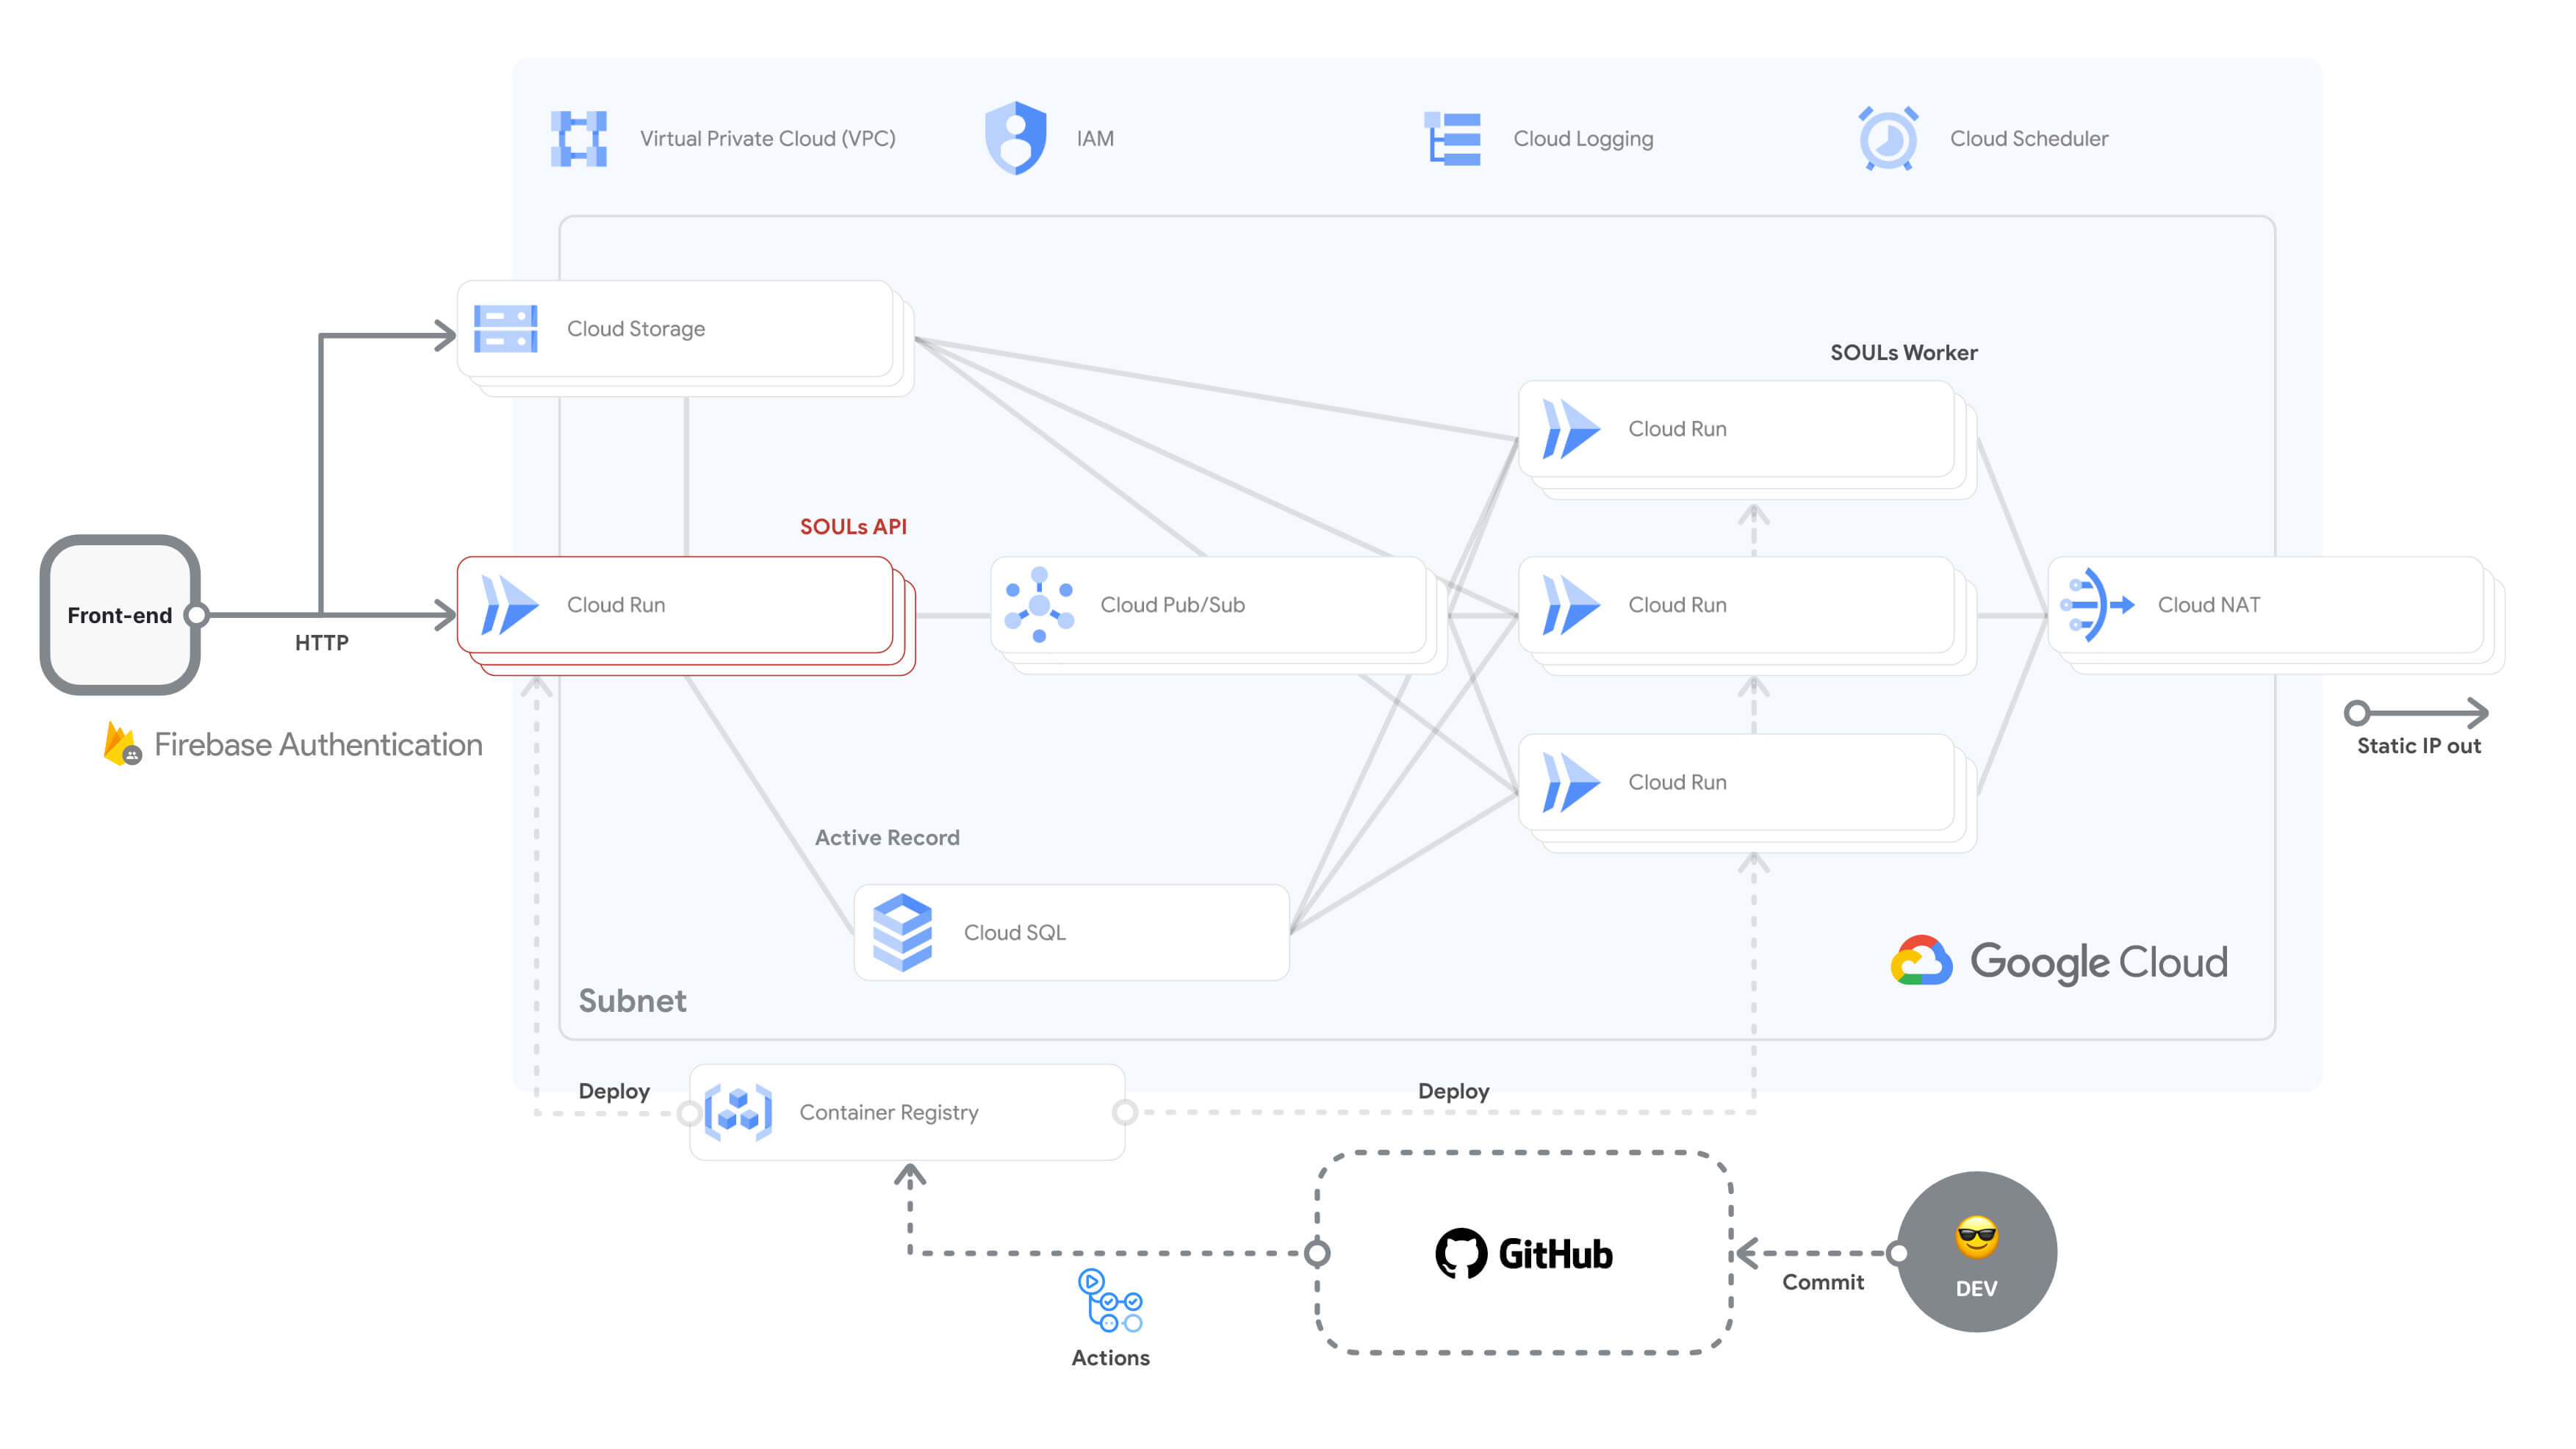 Virtual Private Cloud (VPC)
IAM
Cloud Logging
Cloud Scheduler
Cloud Storage
SOULs Worker
Cloud Run
SOULs API
Front-end
HTTP
Cloud Run
Cloud Pub/Sub
Cloud Run
Cloud NAT
Firebase Authentication
Static IP out
Cloud Run
Active Record
Cloud SQL
Google Cloud
Subnet
Deploy
Container Registry
Deploy
GitHub
Commit
DEV
Actions